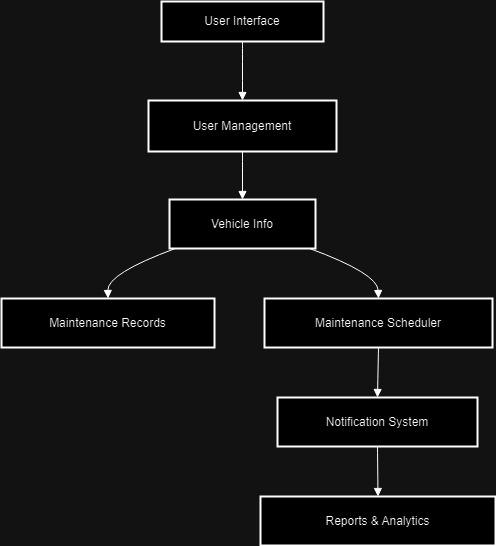 User Interface
User Management
Vehicle Info
Maintenance Records
Maintenance Scheduler
Notification System
Reports & Analytics